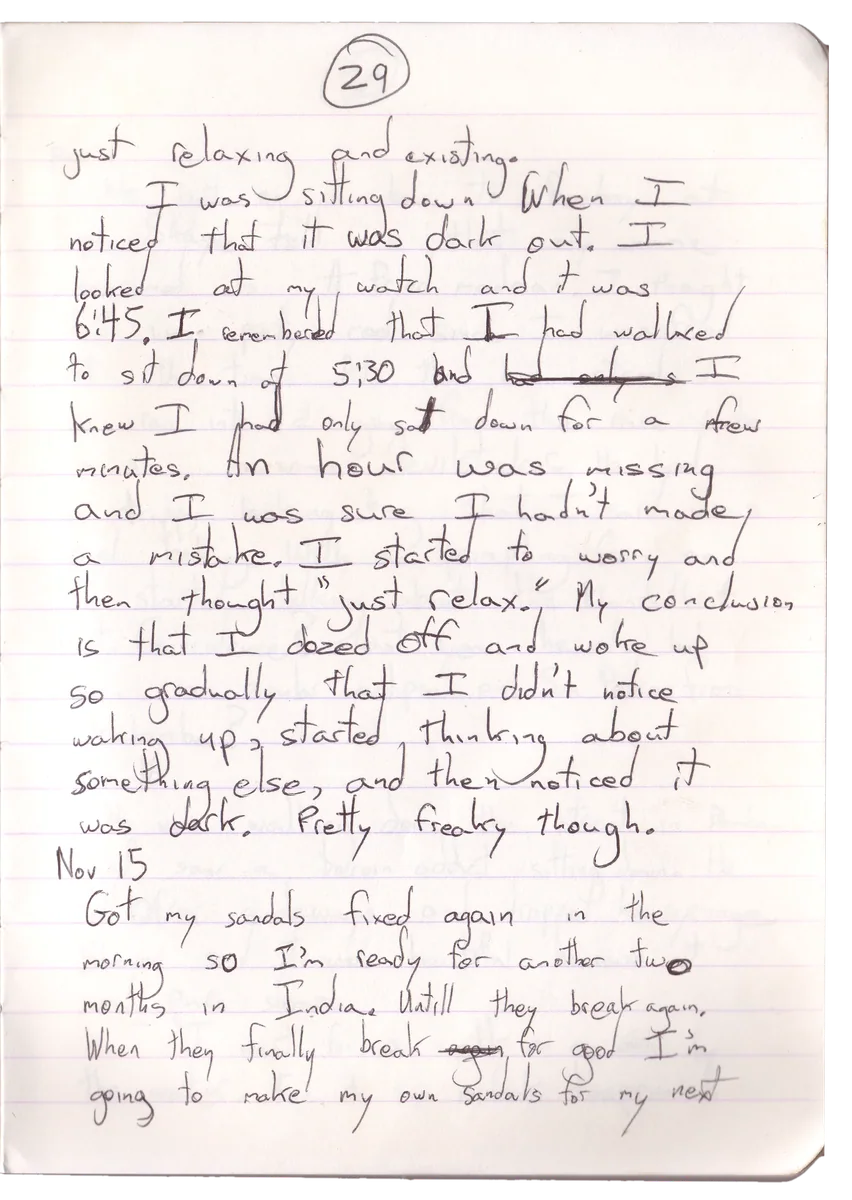 29
just relaxing and existing.
I was sitting down When I
noticed that it was dark out. I
looked at my watch and it was
6:45. I remembered that I had walked
to sit down at 5:30 and had only s I
knew I had only sat down for a few
minutes. An hour was missing
and I was sure I hadn't made
a mistake. I started to worry and
then thought "just relax." My conclusion
is that I dozed off and woke up
so gradually that I didn't notice
waking up, started thinking about
something else, and then noticed it
was dark. Pretty freaky though.
Nov 15
Got my sandals fixed again in the
morning so I'm ready for another two
months in India. Untill they break again.
When they finally break again for good I'm
going to make my own sandals for my next